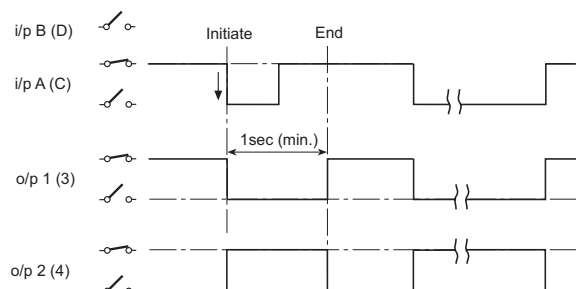 i/p B (D)
Initiate End
i/p A (C)
1sec (min.)
o/p 1 (3)
o/p 2 (4)